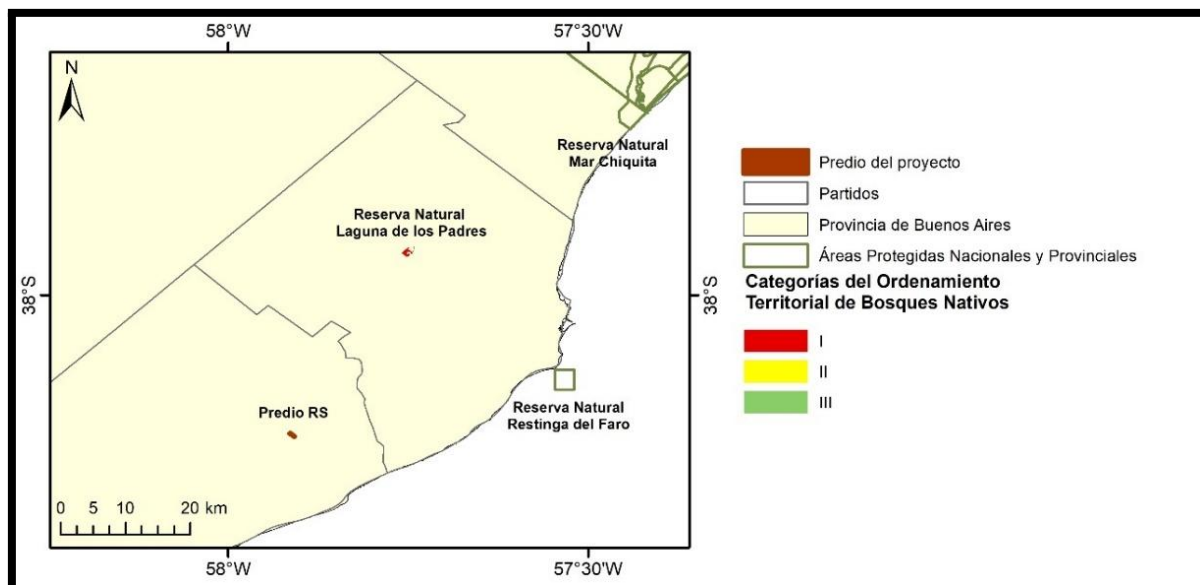 58°W
57°30'W
N
Reserva Natural
Mar Chiquita
Reserva Natural
Laguna de los Padres
38°S
38°S
Reserva Natural
Restinga del Faro
Predio RS
0 5 10 20 km
58°W
57°30'W
Predio del proyecto
Partidos
Provincia de Buenos Aires
Áreas Protegidas Nacionales y Provinciales
Categorías del Ordenamiento
Territorial de Bosques Nativos
I
II
III